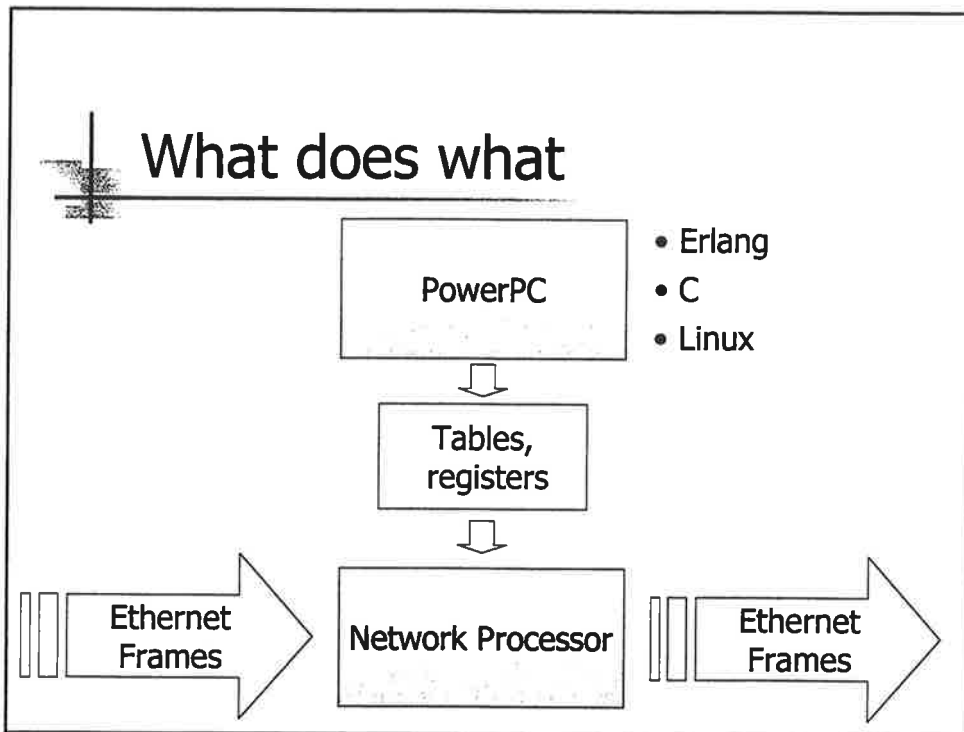 What does what
PowerPC
• Erlang
• C
• Linux
Tables,
registers
Ethernet
Frames
Network Processor
Ethernet
Frames